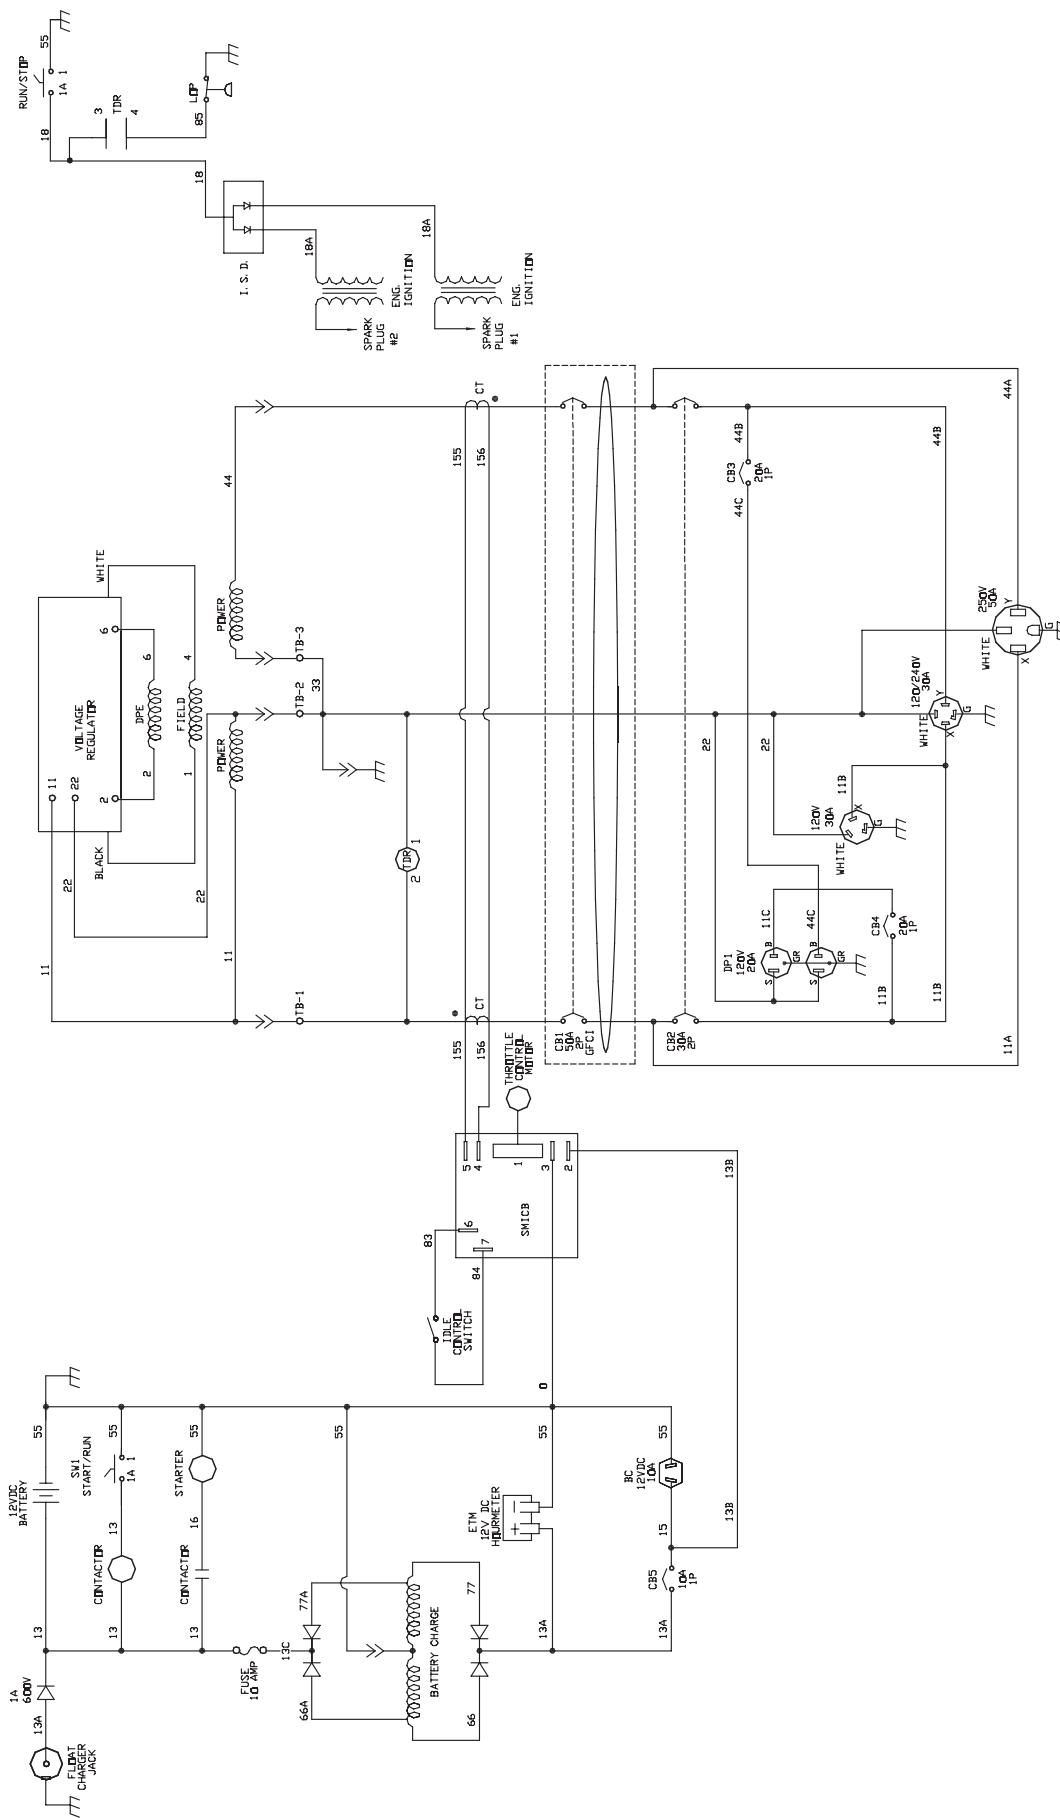 RUN/STOP
55
1A 1
18
3
TDR
4
LOP
85
18
I.S.D.
18A
18A
ENG.
IGNITION
SPARK
PLUG
#2
ENG.
IGNITION
SPARK
PLUG
#1
WHITE
6
VOLTAGE
REGULATOR
11
22
2
BLACK
6
DPE
2
4
FIELD
1
22
11
44
POWER
POWER
22
11
TB-3
TB-2
33
TB-1
TDR
1
2
155
156
CT
155
156
CT
CB1
50A
2P
GFCI
CB2
30A
2P
44B
CB3
20A
1P
44C
44B
44A
250V
50A
Y
G
X
WHITE
120/240V
30A
Y
G
X
WHITE
22
22
11B
120V
30A
X
G
WHITE
11C
44C
DP1
120V
20A
B
GR
S
B
GR
S
CB4
20A
1P
11B
11B
11A
THROTTLE
CONTROL
MOTOR
5
4
1
3
2
SMICB
6
7
83
84
IDLE
CONTROL
SWITCH
13B
0
12VDC
BATTERY
55
SW1
START/RUN
55
1A 1
13
CONTACTOR
STARTER
55
16
CONTACTOR
13
13
13
1A
600V
13A
FLOAT
CHARGER
JACK
FUSE
10 AMP
13C
77A
66A
55
BATTERY CHARGE
77
66
ETM
12V DC
HOURMETER
+
-
55
13A
BC
12VDC
10A
55
15
13B
CB5
10A
1P
13A